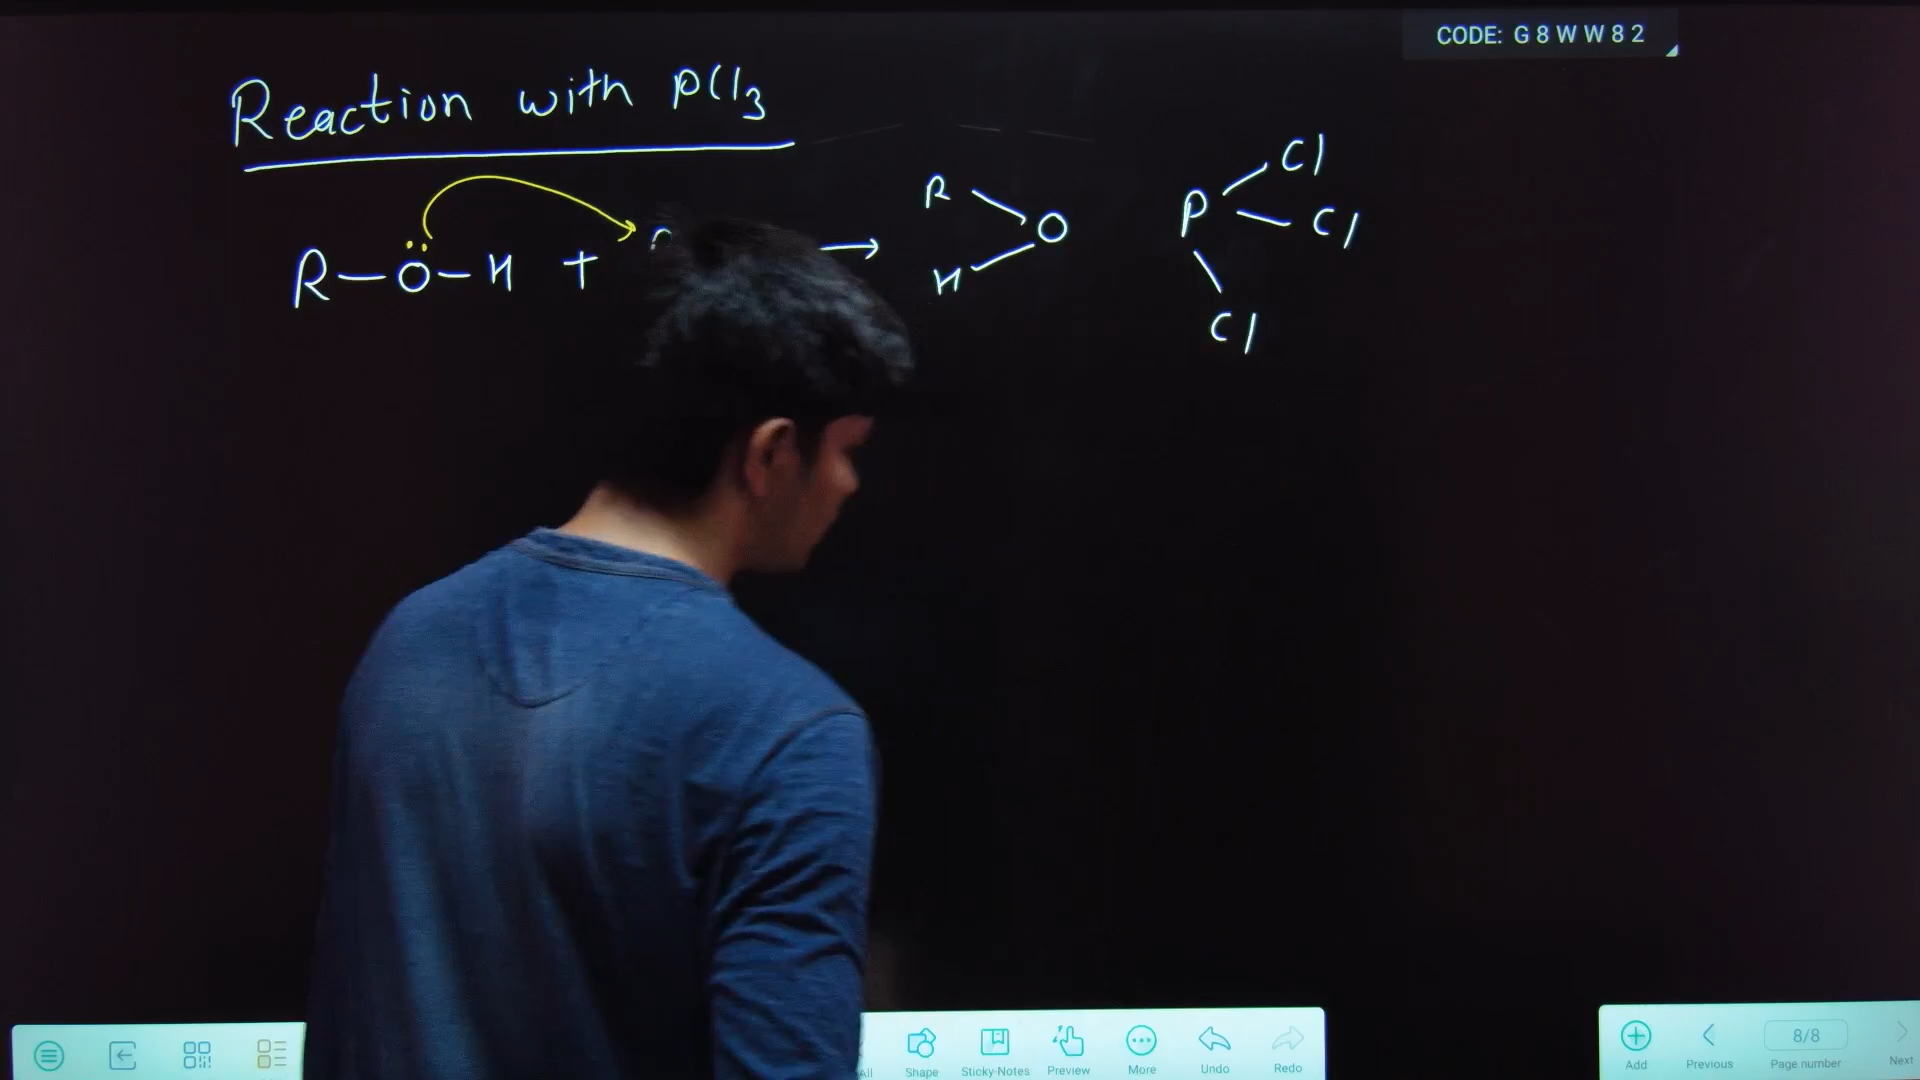 CODE: G8WW82
Reaction with PCl3
R-Ö-H + → R H O P Cl Cl Cl
All Shape Sticky-Notes Preview More Undo Redo Add Previous 8/8 Page number Next